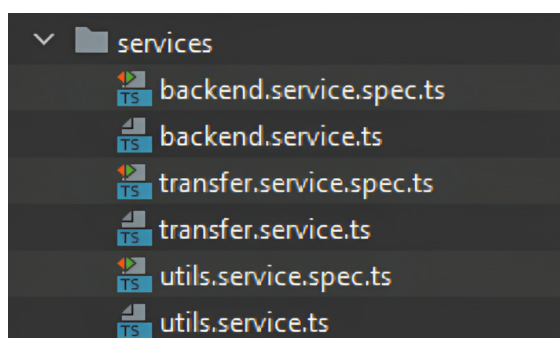 services
TS backend.service.spec.ts
TS backend.service.ts
TS transfer.service.spec.ts
TS transfer.service.ts
TS utils.service.spec.ts
TS utils.service.ts